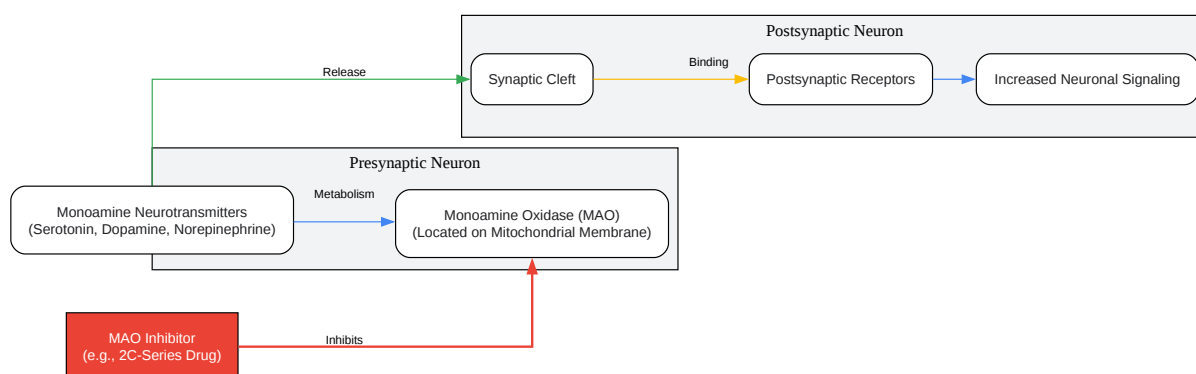 Postsynaptic Neuron
Release
Synaptic Cleft
Binding
Postsynaptic Receptors
Increased Neuronal Signaling
Presynaptic Neuron
Monoamine Neurotransmitters
(Serotonin, Dopamine, Norepinephrine)
Metabolism
Monoamine Oxidase (MAO)
(Located on Mitochondrial Membrane)
MAO Inhibitor
(e.g., 2C-Series Drug)
Inhibits